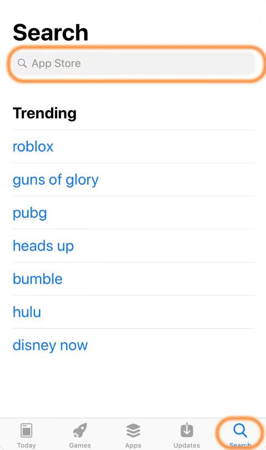 Search
App Store
Trending
roblox
guns of glory
pubg
heads up
bumble
hulu
disney now
Today Games Apps Updates Search